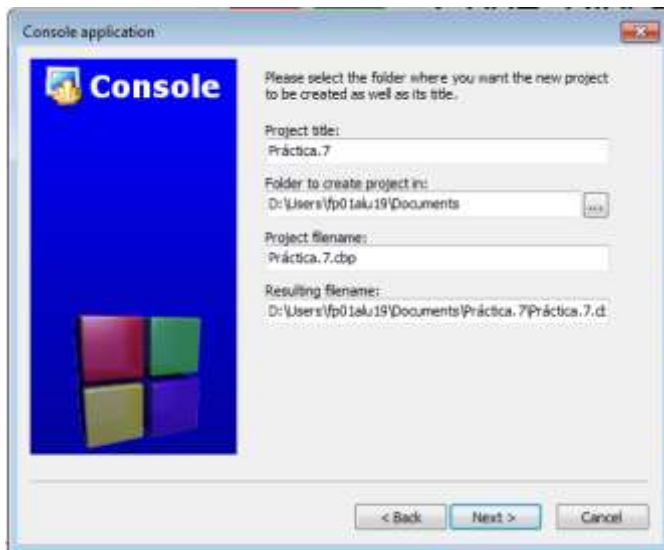 Console application
Console
Please select the folder where you want the new project
to be created as well as its title.
Project title:
Práctica.7
Folder to create project in:
D:\Users\fp01alu19\Documents
...
Project filename:
Práctica.7.cbp
Resulting filename:
D:\Users\fp01alu19\Documents\Práctica.7\Práctica.7.cl
< Back
Next >
Cancel